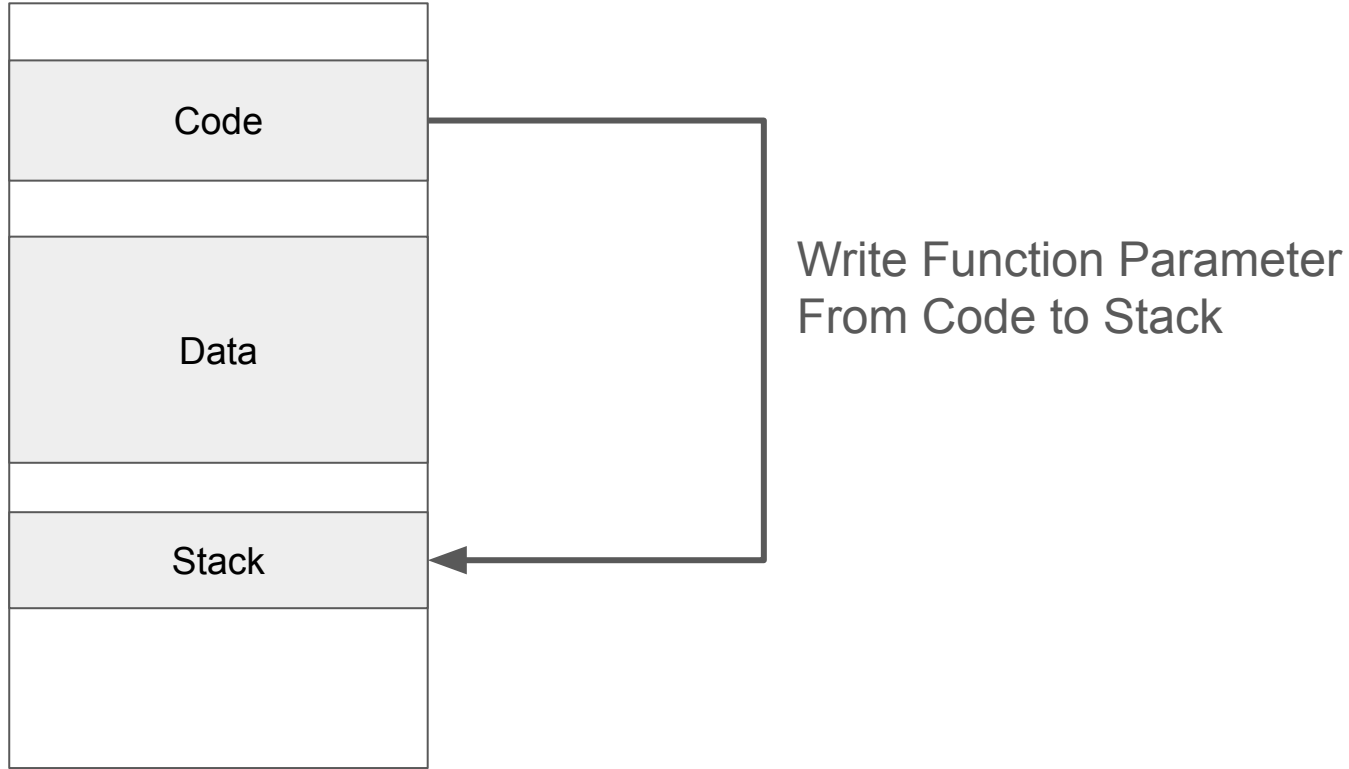 Code
Write Function Parameter
From Code to Stack
Data
Stack